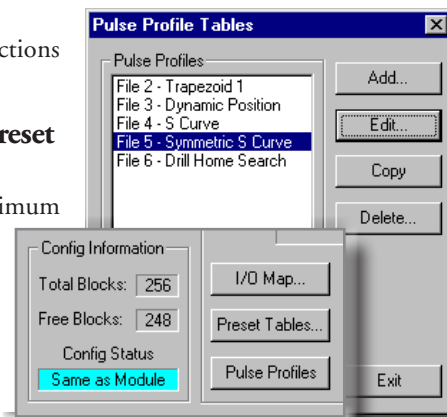 Pulse Profile Tables
ctions
reset
imum
Pulse Profiles
File 2 - Trapezoid 1
File 3 - Dynamic Position
File 4 - S Curve
File 5 - Symmetric S Curve
File 6 - Drill Home Search
Add...
Edit...
Copy
Delete...
Exit
Config Information
Total Blocks: 256
Free Blocks: 248
Config Status
Same as Module
I/O Map...
Preset Tables...
Pulse Profiles